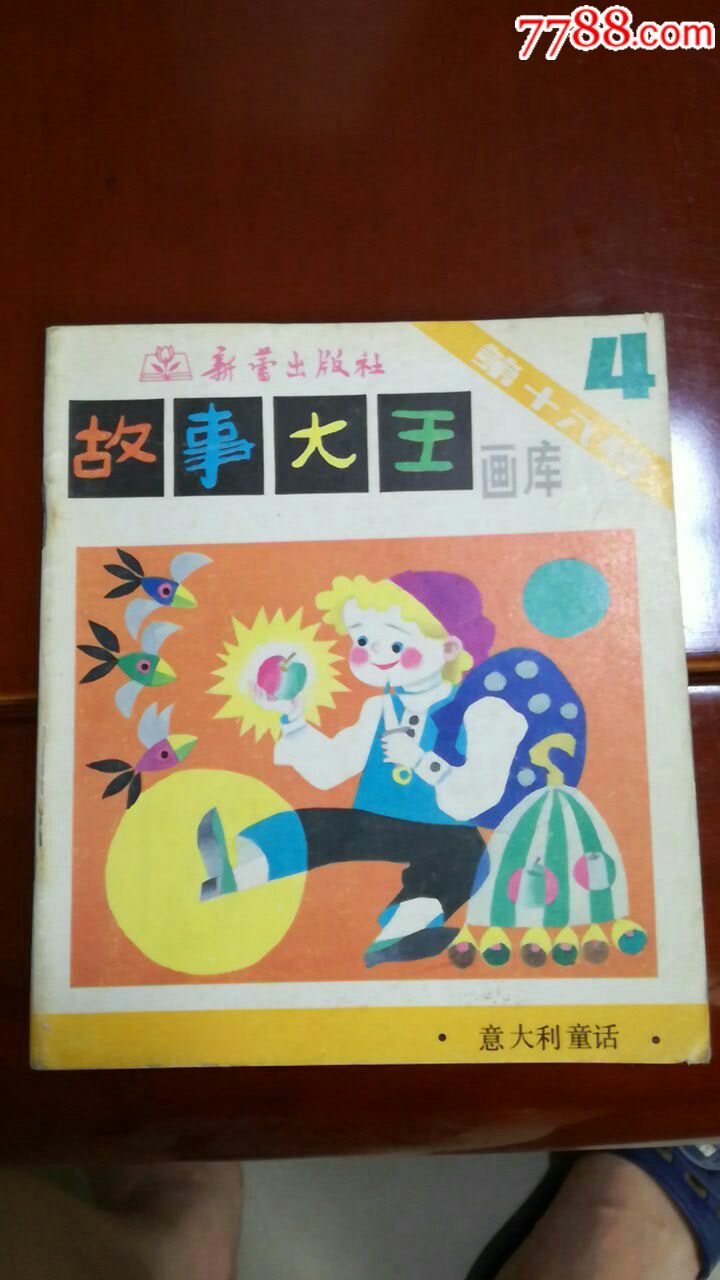 7788.com
新蕾出版社
第十八辑
4
故事大王画库
· 意大利童话 ·